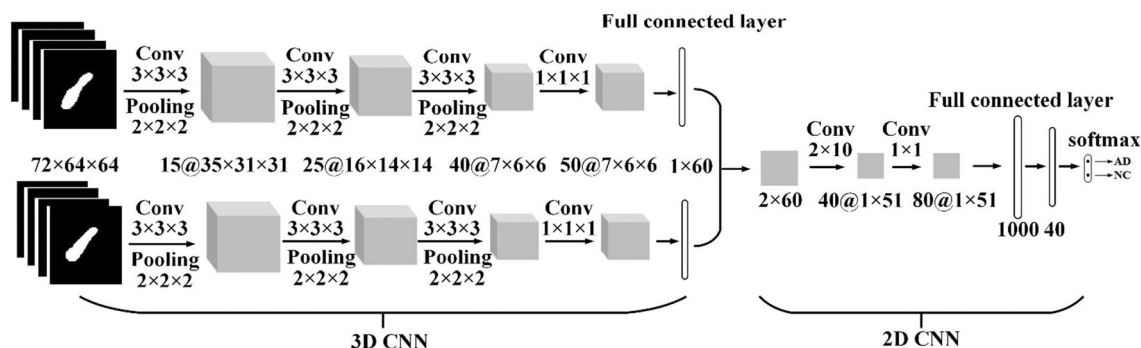 Full connected layer
Conv Conv Conv Conv
3×3×3 3×3×3 3×3×3 1×1×1
Pooling Pooling Pooling
2×2×2 2×2×2 2×2×2
Full connected layer
softmax
Conv Conv
2×10 1×1
AD
NC
72×64×64 15@35×31×31 25@16×14×14 40@7×6×6 50@7×6×6 1×60
2×60 40@1×51 80@1×51
1000 40
Conv Conv Conv Conv
3×3×3 3×3×3 3×3×3 1×1×1
Pooling Pooling Pooling
2×2×2 2×2×2 2×2×2
3D CNN 2D CNN